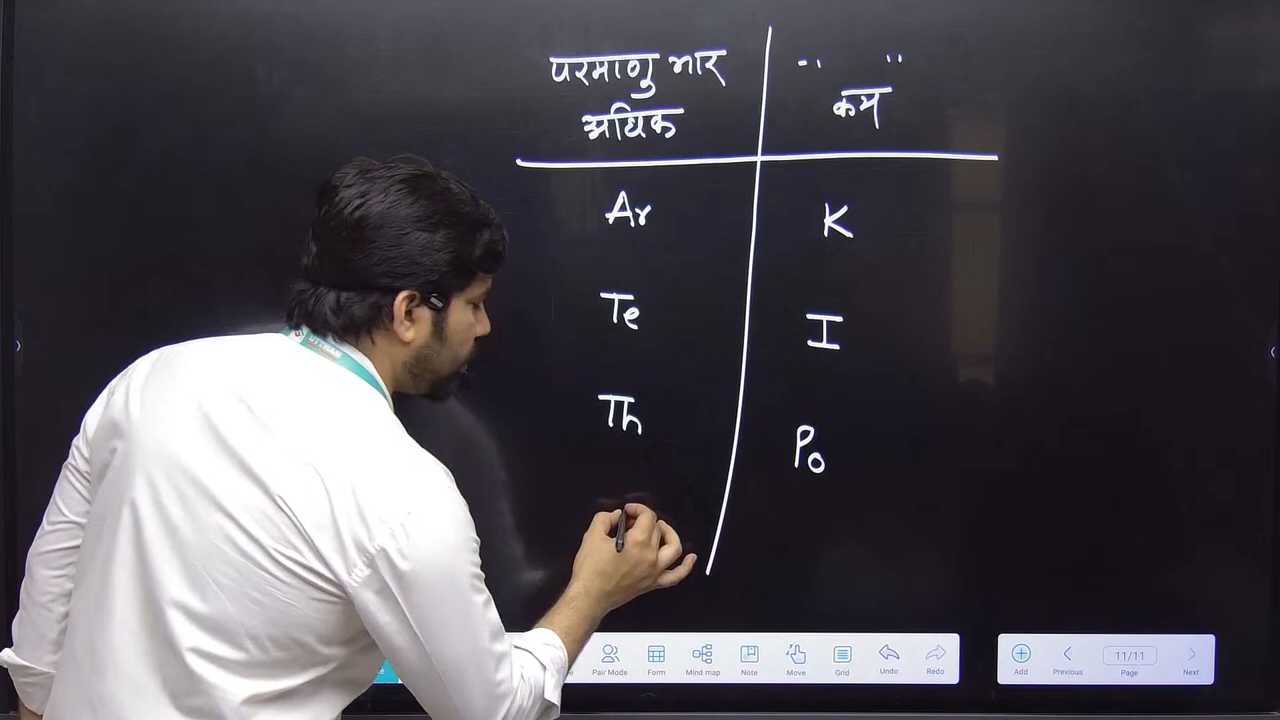 परमाणु भार
अधिक
-.. ..
कम
Ar K
Te I
Th Po
Pair Mode Form Mind map Note Move Grid Undo Redo
Add Previous 11/11 Page Next